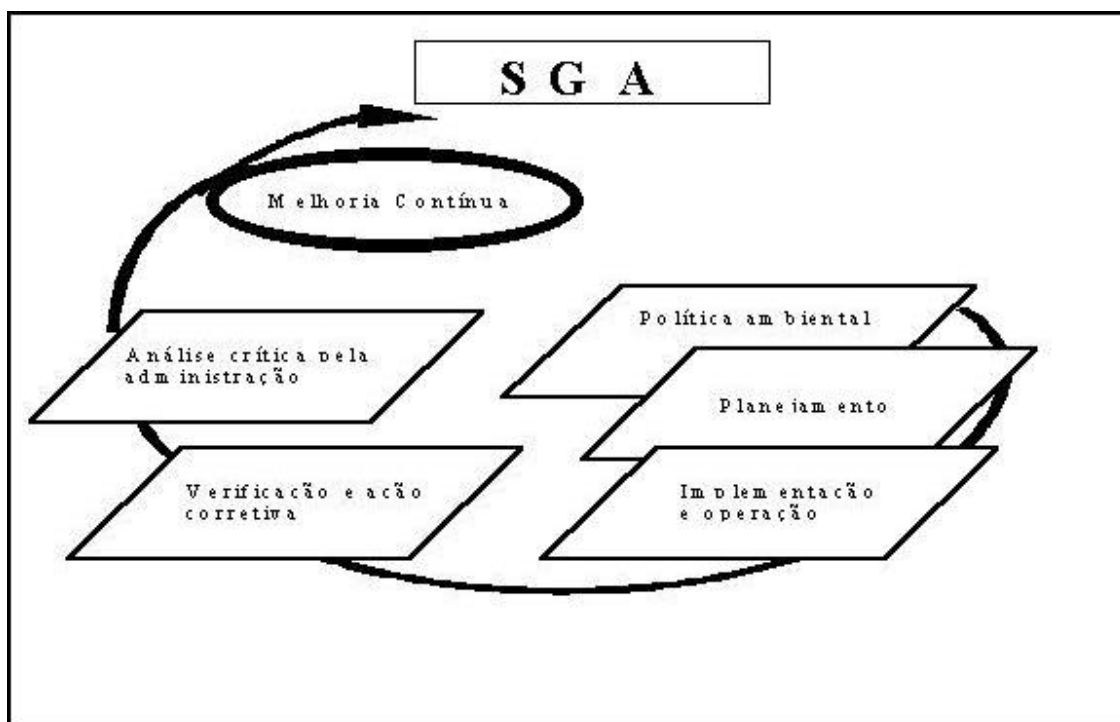 S G A
Melhoria Contínua
Política ambiental
Análise crítica pela
administração
Planejamento
Verificação e ação
corretiva
Implementação
e operação